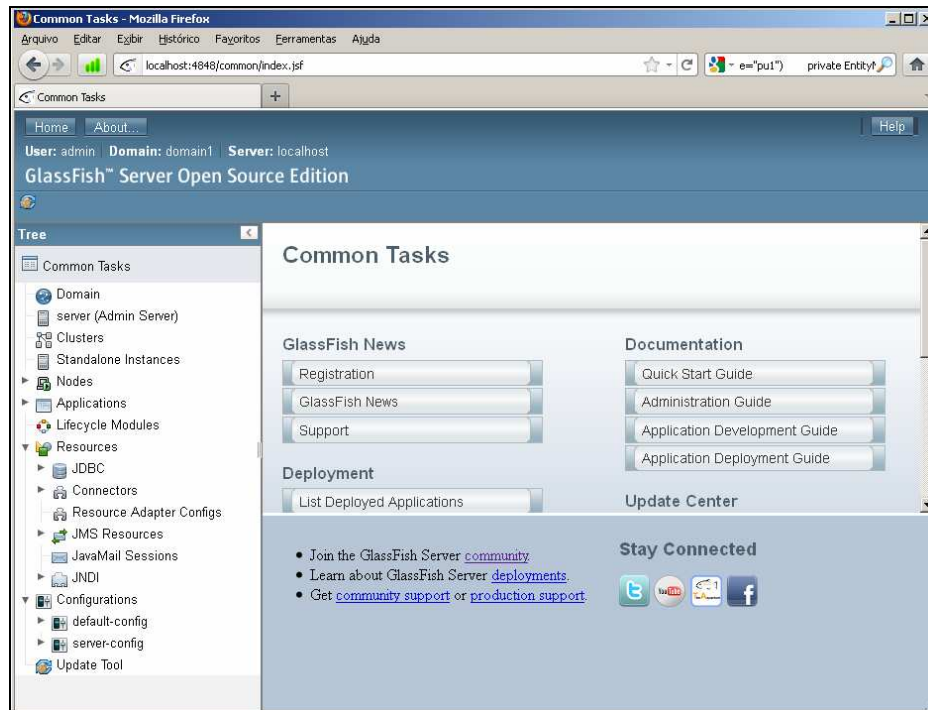 Common Tasks - Mozilla Firefox
Arquivo Editar Exibir Histórico Favoritos Ferramentas Ajuda
localhost:4848/common/index.jsf
e="pu1") private EntityM
Common Tasks
Home About... Help
User: admin Domain: domain1 Server: localhost
GlassFish™ Server Open Source Edition
Tree
Common Tasks
Domain
server (Admin Server)
Clusters
Standalone Instances
Nodes
Applications
Lifecycle Modules
Resources
JDBC
Connectors
Resource Adapter Configs
JMS Resources
JavaMail Sessions
JNDI
Configurations
default-config
server-config
Update Tool
Common Tasks
GlassFish News
Registration
GlassFish News
Support
Deployment
List Deployed Applications
Documentation
Quick Start Guide
Administration Guide
Application Development Guide
Application Deployment Guide
Update Center
• Join the GlassFish Server community.
• Learn about GlassFish Server deployments.
• Get community support or production support.
Stay Connected